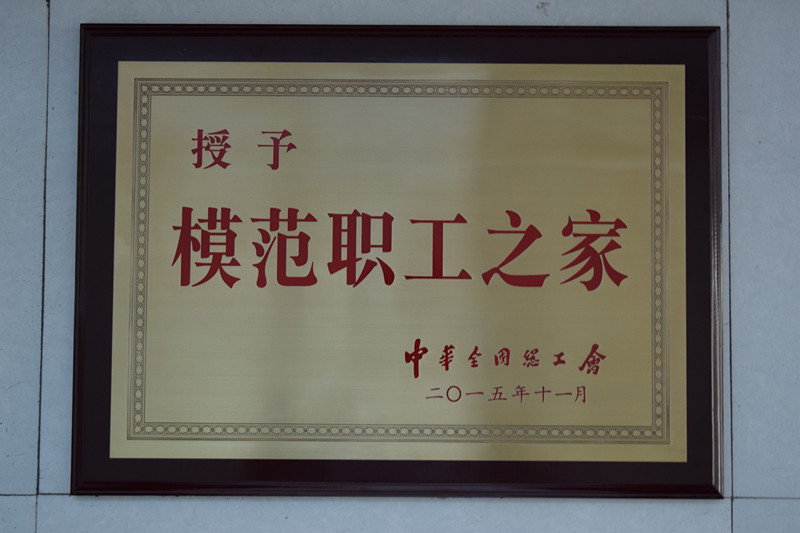 授予
模范职工之家
中华全国总工會
二〇一五年十一月